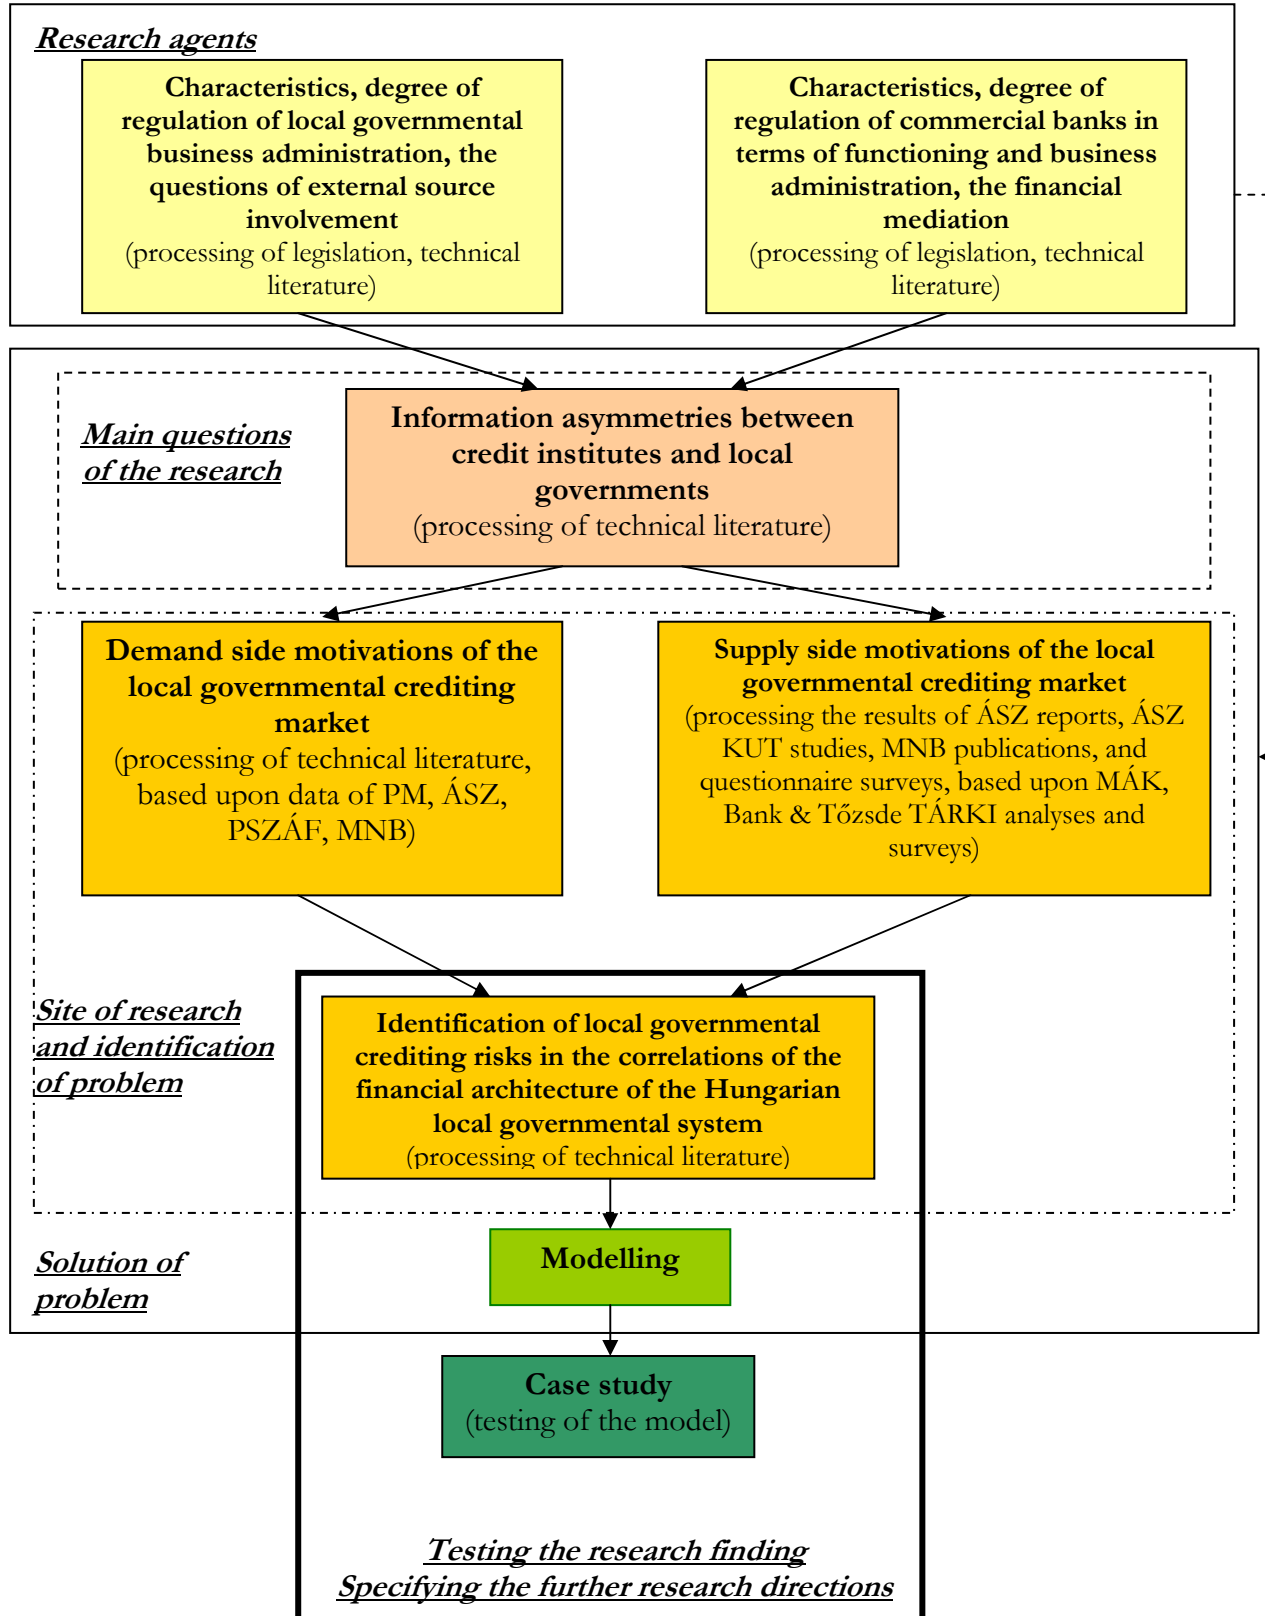 Research agents
Characteristics, degree of
regulation of local governmental
business administration, the
questions of external source
involvement
(processing of legislation, technical
literature)
Characteristics, degree of
regulation of commercial banks in
terms of functioning and business
administration, the financial
mediation
(processing of legislation, technical
literature)
Main questions
of the research
Information asymmetries between
credit institutes and local
governments
(processing of technical literature)
Demand side motivations of the
local governmental crediting
market
(processing of technical literature,
based upon data of PM, ÁSZ,
PSZÁF, MNB)
Supply side motivations of the local
governmental crediting market
(processing the results of ÁSZ reports, ÁSZ
KUT studies, MNB publications, and
questionnaire surveys, based upon MÁK,
Bank & Tőzsde TÁRKI analyses and
surveys)
Site of research
and identification
of problem
Identification of local governmental
crediting risks in the correlations of the
financial architecture of the Hungarian
local governmental system
(processing of technical literature)
Solution of
problem
Modelling
Case study
(testing of the model)
Testing the research finding
Specifying the further research directions